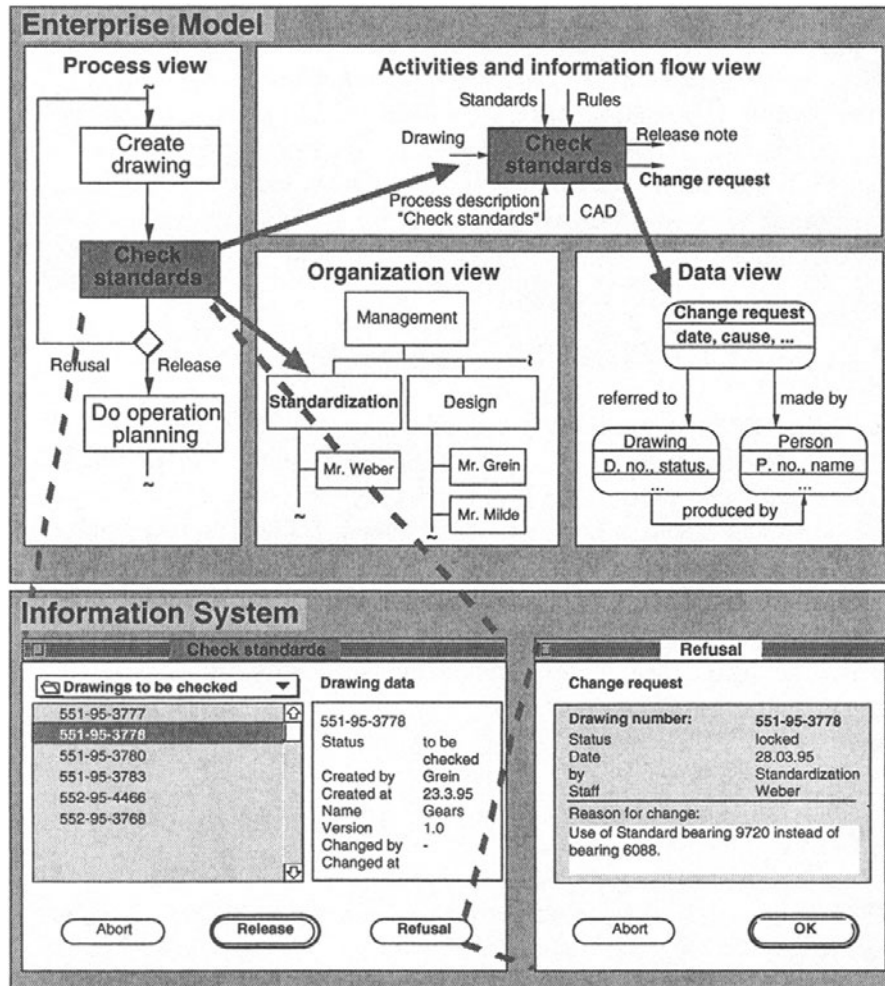 Enterprise Model
Process view
~
Create
drawing
Check
standards
Refusal
Release
Do operation
planning
~
Activities and information flow view
Standards
Rules
Drawing
Check
standards
Release note
Change request
Process description
"Check standards"
CAD
Organization view
Management
~
Standardization
Design
Mr. Weber
Mr. Grein
Mr. Milde
~
~
Data view
Change request
date, cause, ...
referred to
made by
Drawing
D. no., status,
...
Person
P. no., name
...
produced by
Information System
Check standards
Drawings to be checked
551-95-3777
551-95-3778
551-95-3780
551-95-3783
552-95-4466
552-95-3768
Drawing data
551-95-3778
Status to be
checked
Created by Grein
Created at 23.3.95
Name Gears
Version 1.0
Changed by -
Changed at
Abort
Release
Refusal
Refusal
Change request
Drawing number: 551-95-3778
Status locked
Date 28.03.95
by Standardization
Staff Weber
Reason for change:
Use of Standard bearing 9720 instead of
bearing 6088.
Abort
OK